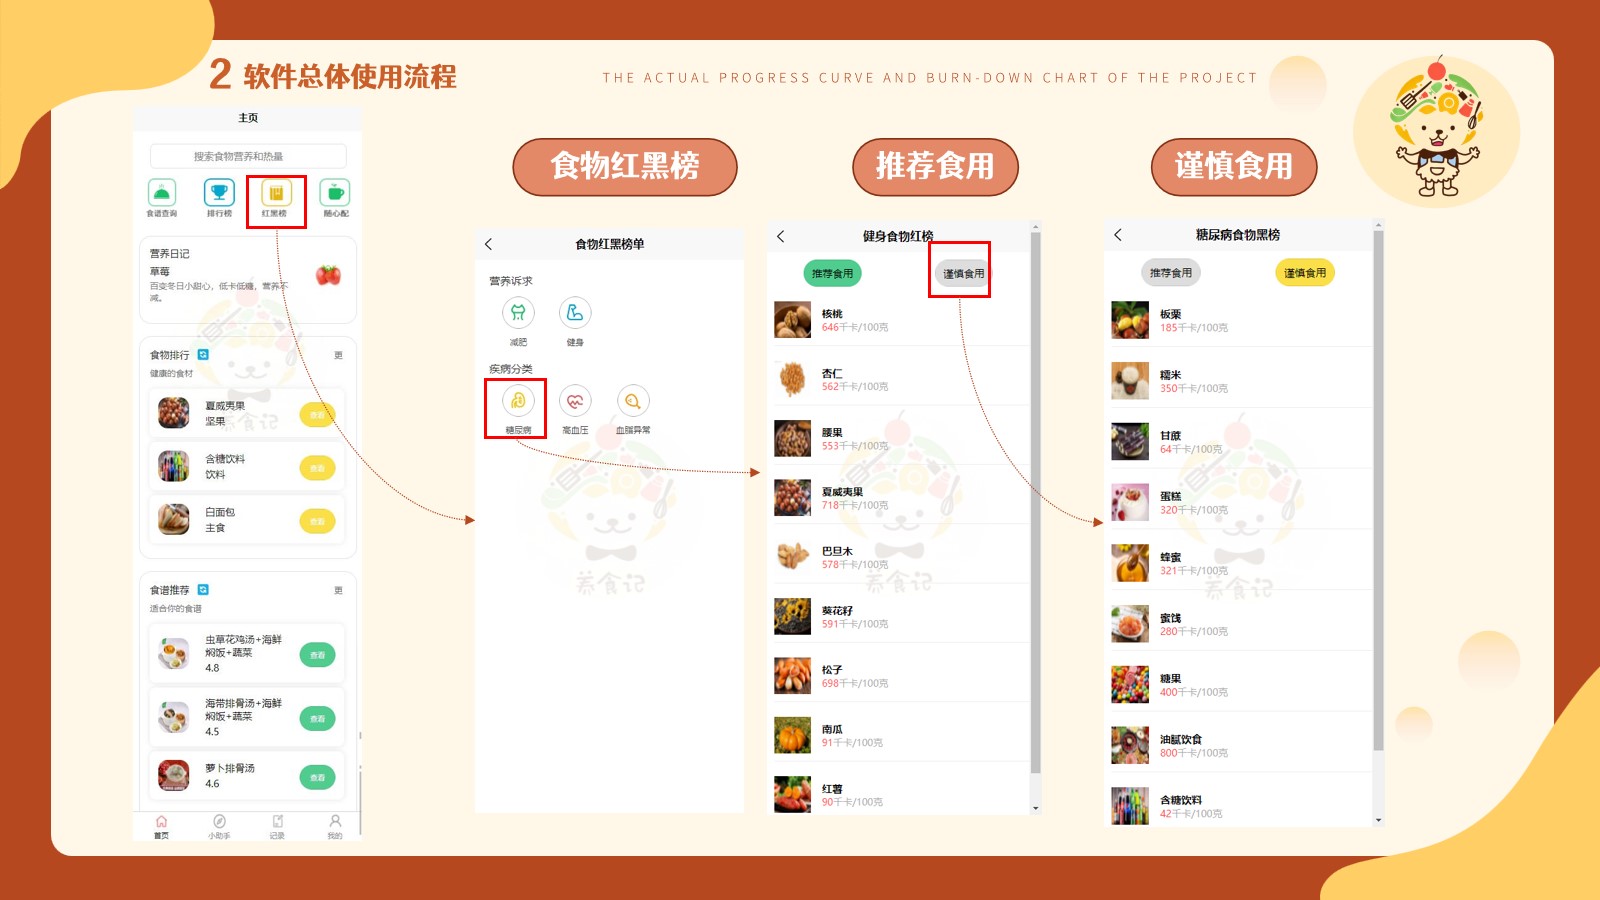 2 软件总体使用流程
THE ACTUAL PROGRESS CURVE AND BURN-DOWN CHART OF THE PROJECT
主页
搜索食物营养和热量
食谱查询
排行榜
红黑榜
随心配
营养日记
草莓
百变冬日小甜心，低卡低糖，营养不
减。
食物排行
更
健康的食材
夏威夷果
坚果
查看
含糖饮料
饮料
查看
白面包
主食
查看
食谱推荐
更
适合你的食谱
虫草花鸡汤+海鲜
焖饭+蔬菜
4.8
查看
海带排骨汤+海鲜
焖饭+蔬菜
4.5
查看
萝卜排骨汤
4.6
查看
首页
小助手
记录
我的
养食记
食物红黑榜
食物红黑榜单
营养诉求
减肥
健身
疾病分类
糖尿病
高血压
血脂异常
养食记
推荐食用
健身食物红榜
推荐食用
谨慎食用
核桃
646千卡/100克
杏仁
562千卡/100克
腰果
553千卡/100克
夏威夷果
718千卡/100克
巴旦木
578千卡/100克
葵花籽
591千卡/100克
松子
698千卡/100克
南瓜
91千卡/100克
红薯
90千卡/100克
养食记
谨慎食用
糖尿病食物黑榜
推荐食用
谨慎食用
板栗
185千卡/100克
糯米
350千卡/100克
甘蔗
64千卡/100克
蛋糕
320千卡/100克
蜂蜜
321千卡/100克
蜜饯
280千卡/100克
糖果
400千卡/100克
油腻饮食
800千卡/100克
含糖饮料
42千卡/100克
养食记